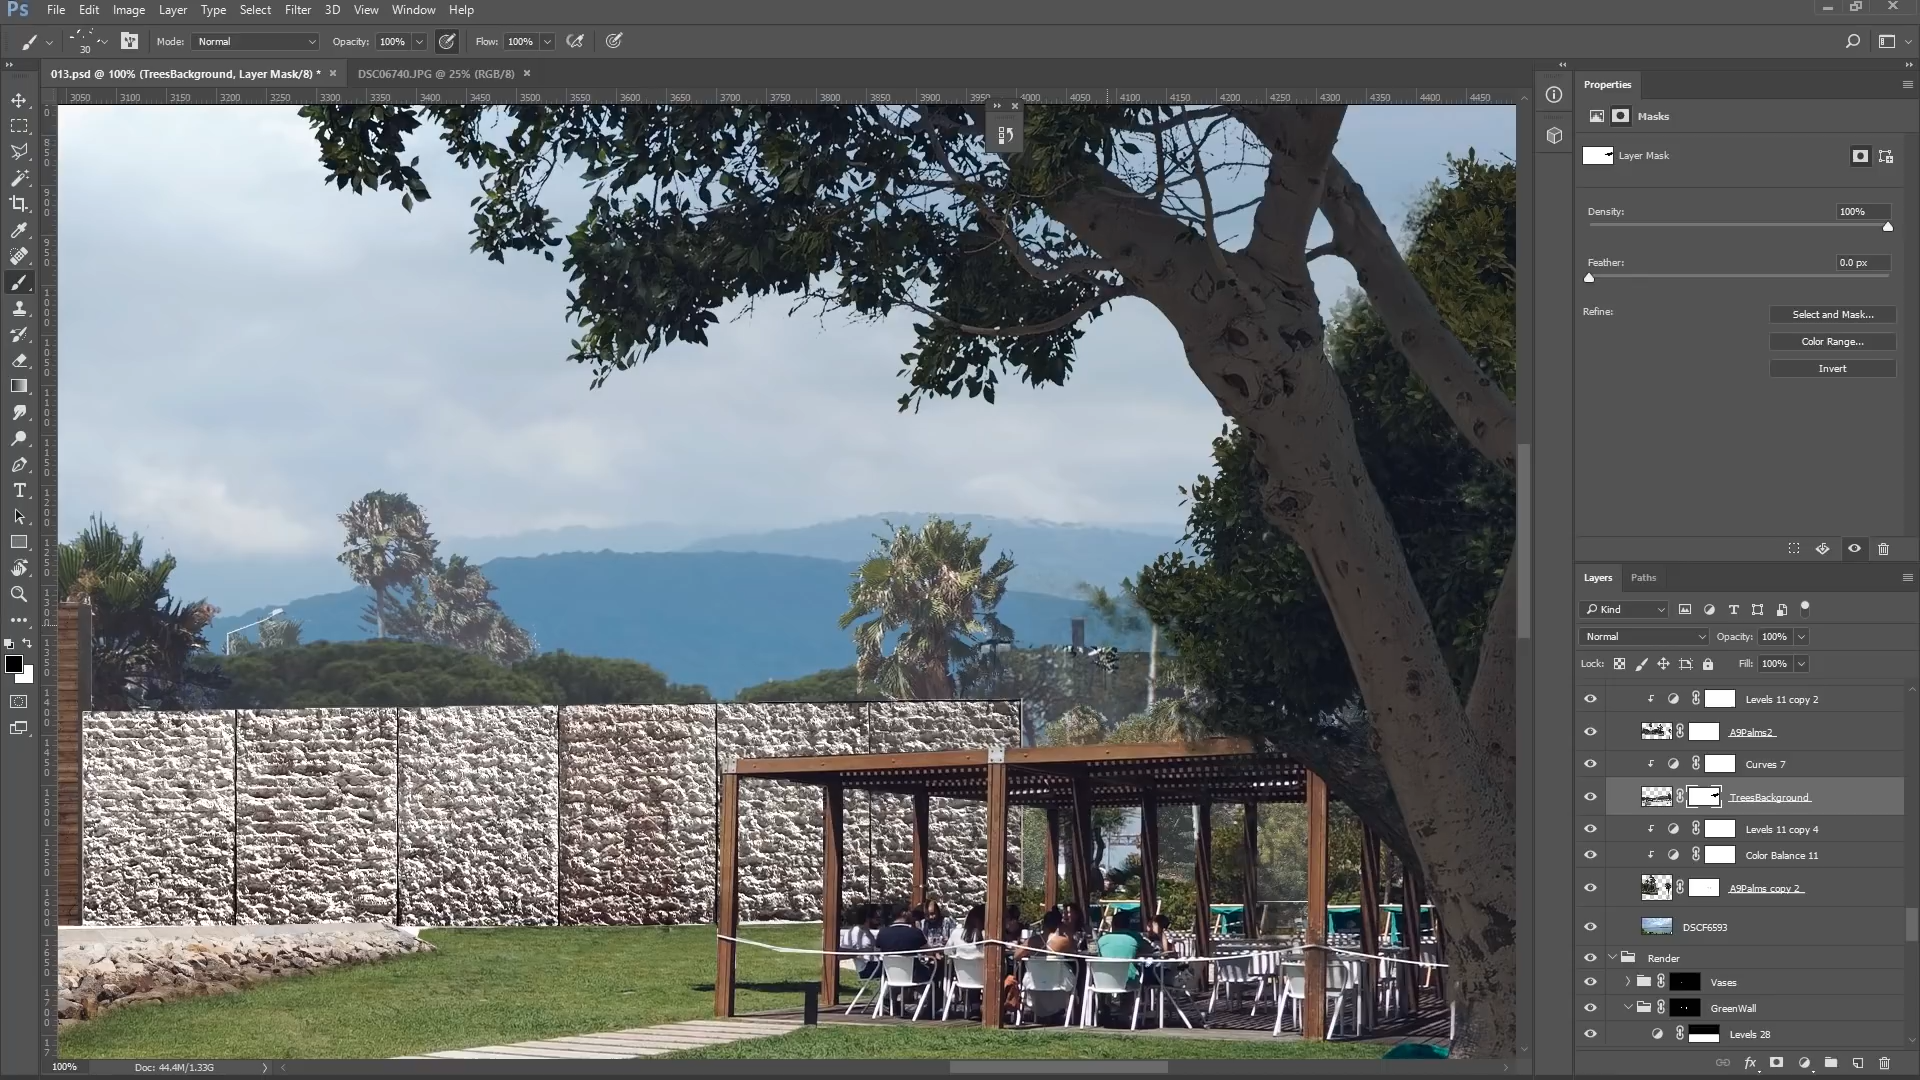 Ps File Edit Image Layer Type Select Filter 3D View Window Help
30 Mode: Normal Opacity: 100% Flow: 100%
013.psd @ 100% (TreesBackground, Layer Mask/8) * × DSC06740.JPG @ 25% (RGB/8) ×
3050 3100 3150 3200 3250 3300 3350 3400 3450 3500 3550 3600 3650 3700 3750 3800 3850 3900 3950 4000 4050 4100 4150 4200 4250 4300 4350 4400 4450
Properties
Masks
Layer Mask
Density: 100%
Feather: 0.0 px
Refine: Select and Mask...
Color Range...
Invert
Layers Paths
Kind
Normal Opacity: 100%
Lock: Fill: 100%
Levels 11 copy 2
A9Palms2
Curves 7
TreesBackground
Levels 11 copy 4
Color Balance 11
A9Palms copy 2
DSCF6593
Render
Vases
GreenWall
Levels 28
fx
100% Doc: 44.4M/1.33G